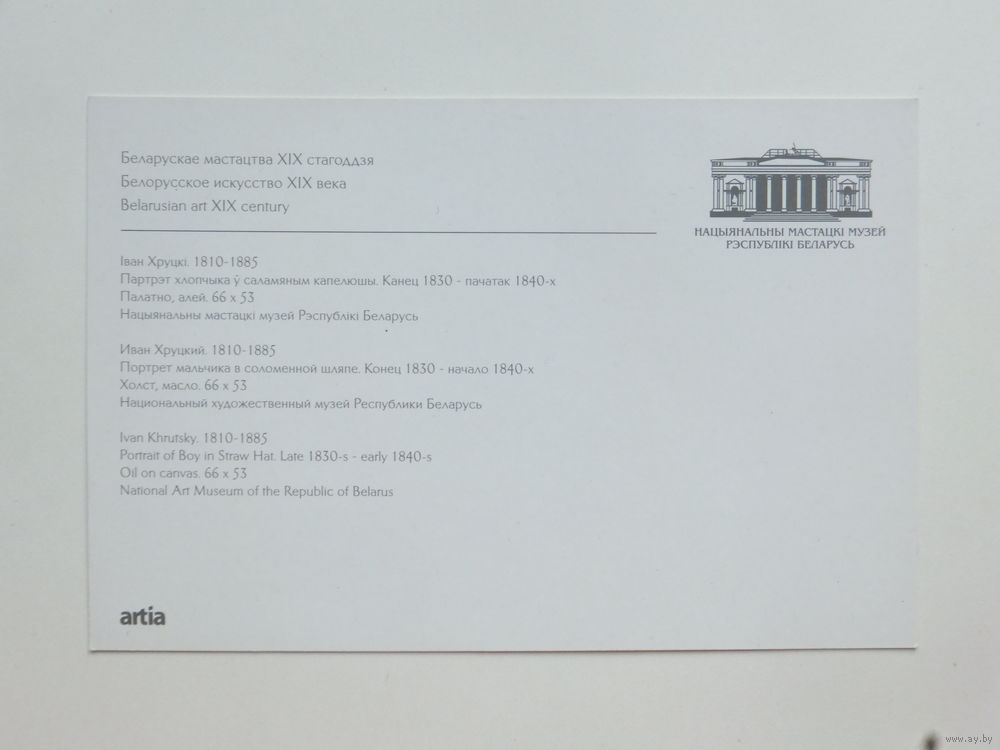 Беларускае мастацтва XIX стагоддзя
Белорусское искусство XIX века
Belarusian art XIX century
НАЦЫЯНАЛЬНЫ МАСТАЦКІ МУЗЕЙ
РЭСПУБЛІКІ БЕЛАРУСЬ
Іван Хруцкі. 1810-1885
Партрэт хлопчыка ў саламяным капелюшы. Канец 1830 - пачатак 1840-х
Палатно, алей. 66 х 53
Нацыянальны мастацкі музей Рэспублікі Беларусь
Иван Хруцкий. 1810-1885
Портрет мальчика в соломенной шляпе. Конец 1830 - начало 1840-х
Холст, масло. 66 х 53
Национальный художественный музей Республики Беларусь
Ivan Khrutsky. 1810-1885
Portrait of Boy in Straw Hat. Late 1830-s - early 1840-s
Oil on canvas. 66 x 53
National Art Museum of the Republic of Belarus
artia
www.ay.by